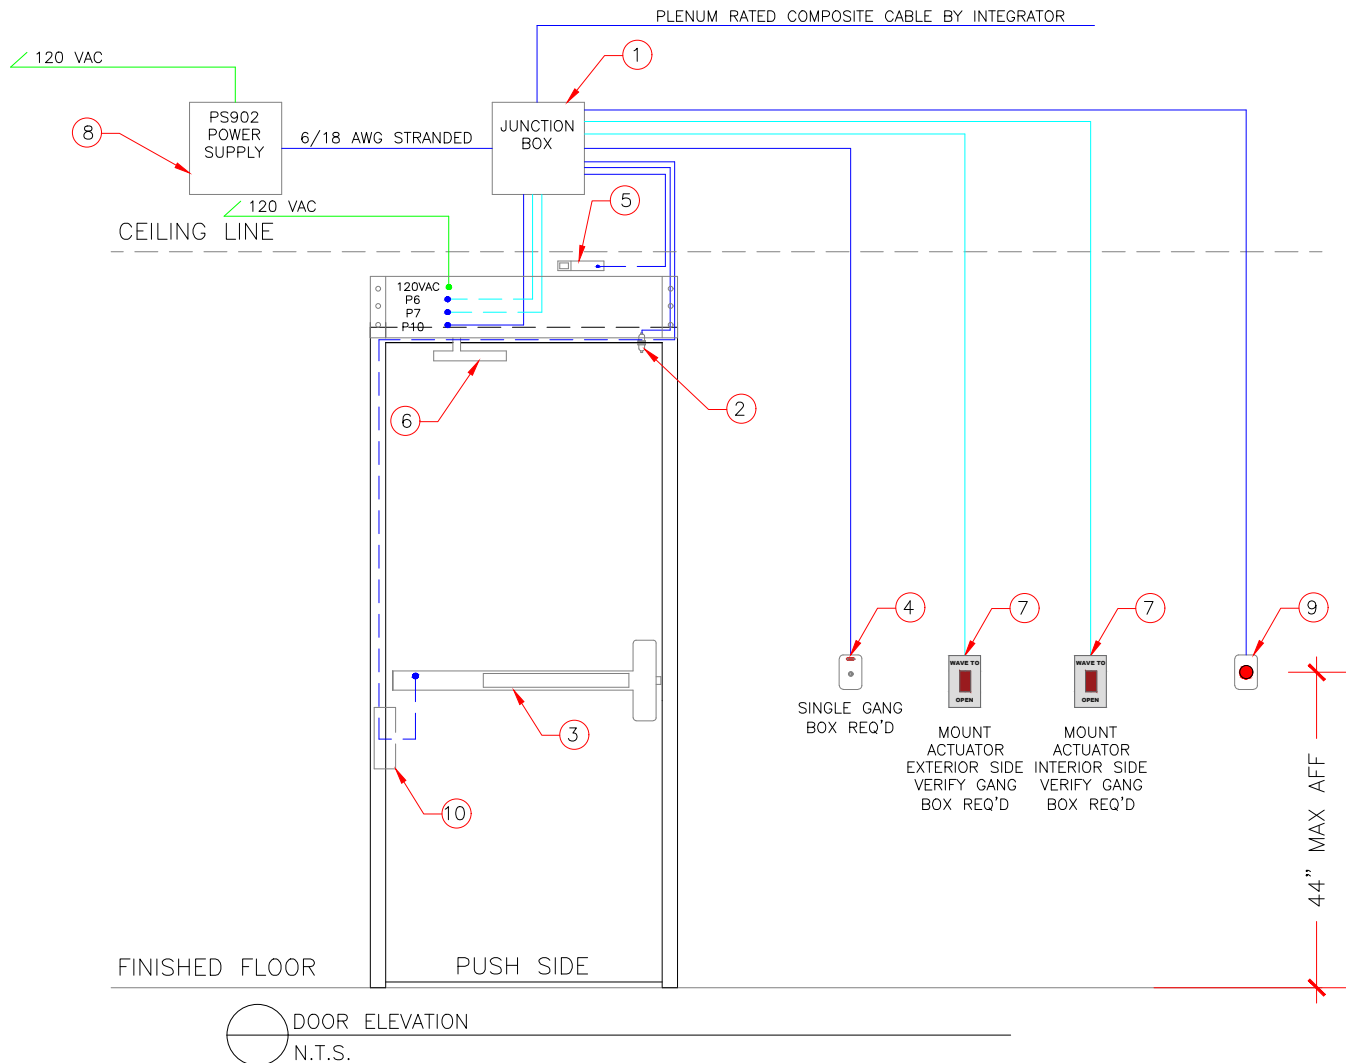 PLENUM RATED COMPOSITE CABLE BY INTEGRATOR
120 VAC
1
PS902
POWER
SUPPLY
8
6/18 AWG STRANDED
JUNCTION
BOX
120 VAC
5
CEILING LINE
120VAC
P6
P7
P10
6
2
4
7
7
9
WAVE TO
OPEN
WAVE TO
OPEN
SINGLE GANG
BOX REQ'D
MOUNT
ACTUATOR
EXTERIOR SIDE
VERIFY GANG
BOX REQ'D
MOUNT
ACTUATOR
INTERIOR SIDE
VERIFY GANG
BOX REQ'D
3
10
44" MAX AFF
FINISHED FLOOR
PUSH SIDE
DOOR ELEVATION
N.T.S.